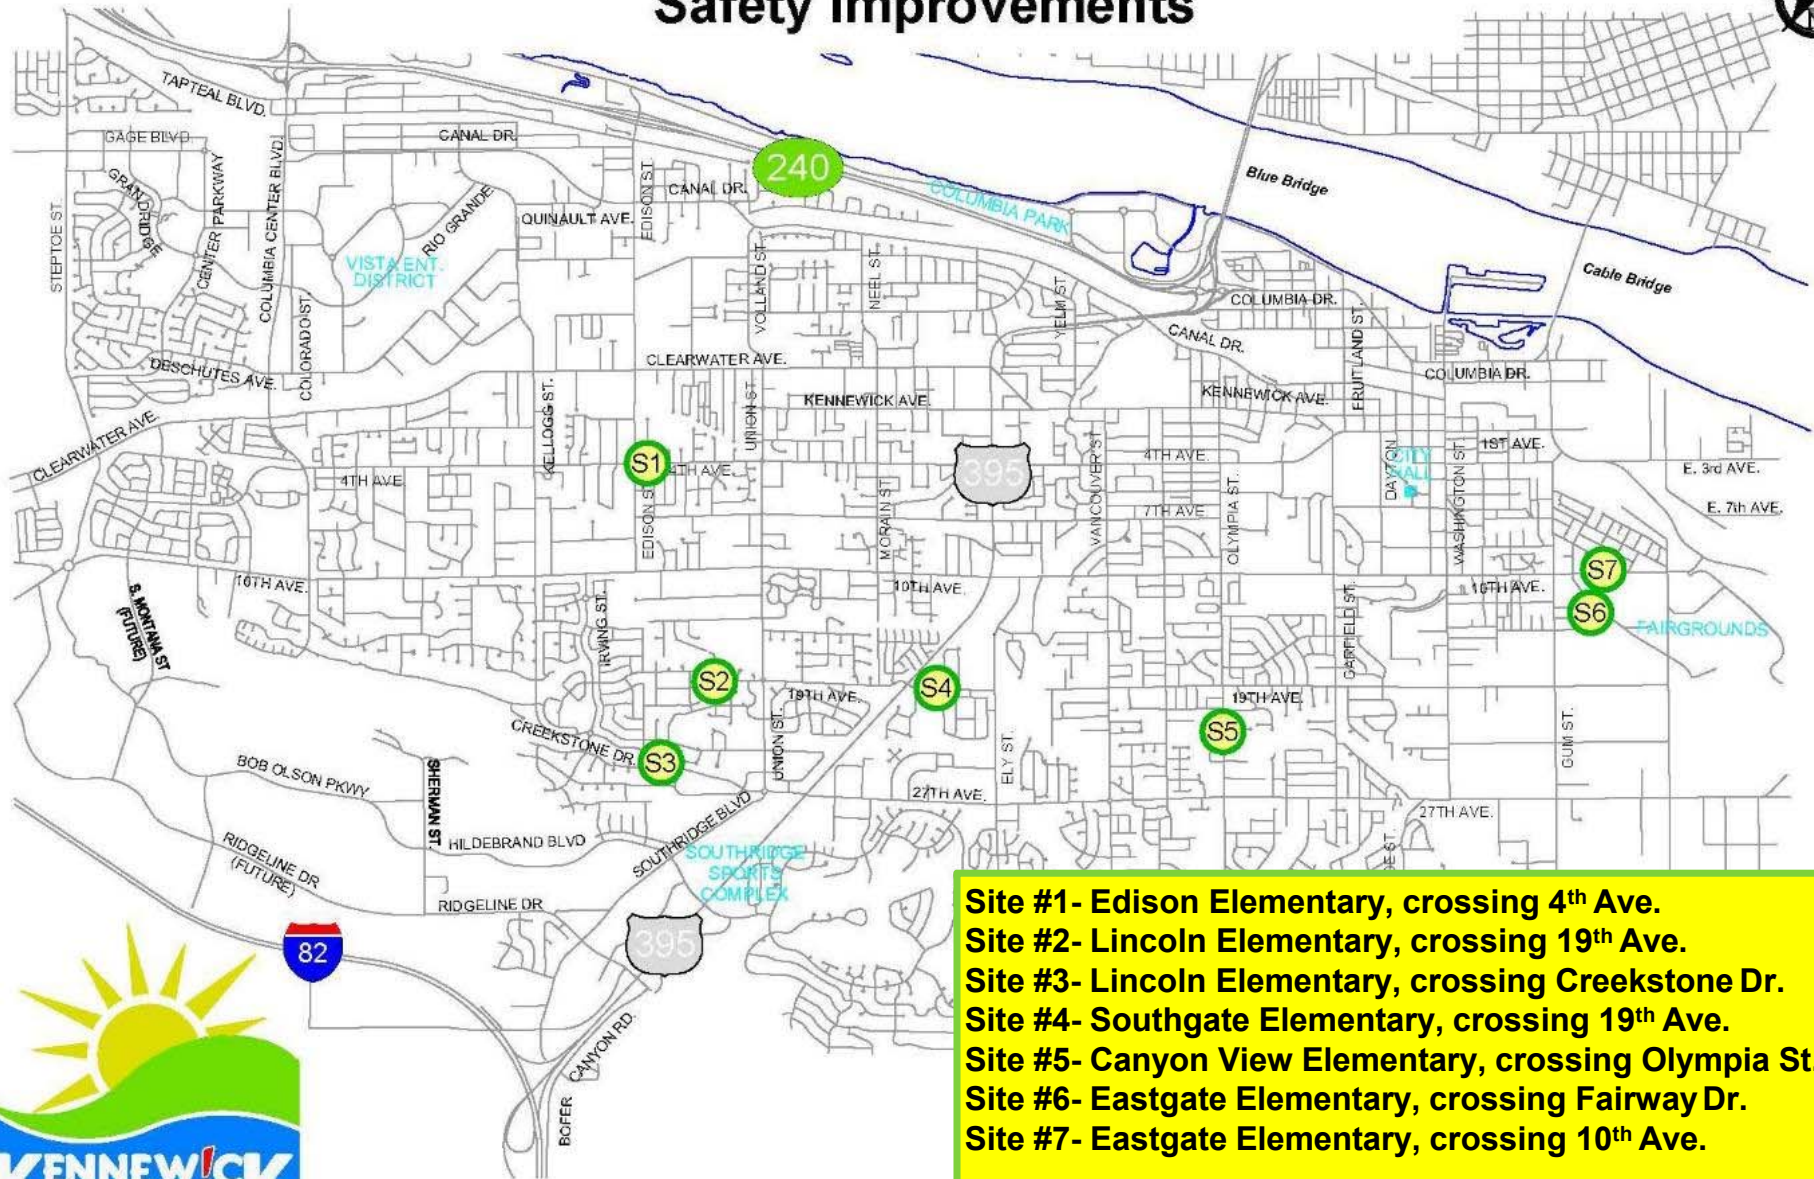 Safety Improvements
TAPTEAL BLVD.
GAGE BLVD.
CANAL DR.
GRANDRIDGE
CENTER PARKWAY
COLUMBIA CENTER BLVD.
STEPTOE ST.
EDISON ST.
CANAL DR.
240
QUINAULT AVE.
RIO GRANDE
VISTA ENT.
DISTRICT
COLUMBIA PARK
Blue Bridge
Cable Bridge
VOLLAND ST.
NEEL ST.
YELM ST.
COLUMBIA DR.
COLORADO ST.
CANAL DR.
FRUITLAND ST.
DESCHUTES AVE.
CLEARWATER AVE.
COLUMBIA DR.
KELLOGG ST.
UNION ST.
KENNEWICK AVE.
KENNEWICK AVE.
CLEARWATER AVE.
S1
4TH AVE.
4TH AVE
395
VANCOUVER ST
4TH AVE.
DAYTON
CITY
HALL
WASHINGTON ST.
1ST AVE.
E. 3rd AVE.
E. 7th AVE.
EDISON S
MORAIN ST.
7TH AVE
OLYMPIA ST.
S7
10TH AVE.
S. MONTANA ST
(FUTURE)
IRVING ST.
10TH AVE.
GARFIELD ST.
10TH AVE.
S6
FAIRGROUNDS
S2
19TH AVE.
S4
19TH AVE.
S5
CREEKSTONE DR.
S3
UNION ST.
ELY ST.
GUM ST.
BOB OLSON PKWY
SHERMAN ST.
27TH AVE.
27TH AVE.
HILDEBRAND BLVD
SOUTHRIDGE BLVD
SOUTHRIDGE
SPORTS
COMPLEX
RIDGELINE DR
(FUTURE)
RIDGELINE DR
82
395
CANYON RD.
BOFER
KENNEWICK
Site #1- Edison Elementary, crossing 4th Ave.
Site #2- Lincoln Elementary, crossing 19th Ave.
Site #3- Lincoln Elementary, crossing Creekstone Dr.
Site #4- Southgate Elementary, crossing 19th Ave.
Site #5- Canyon View Elementary, crossing Olympia St.
Site #6- Eastgate Elementary, crossing Fairway Dr.
Site #7- Eastgate Elementary, crossing 10th Ave.